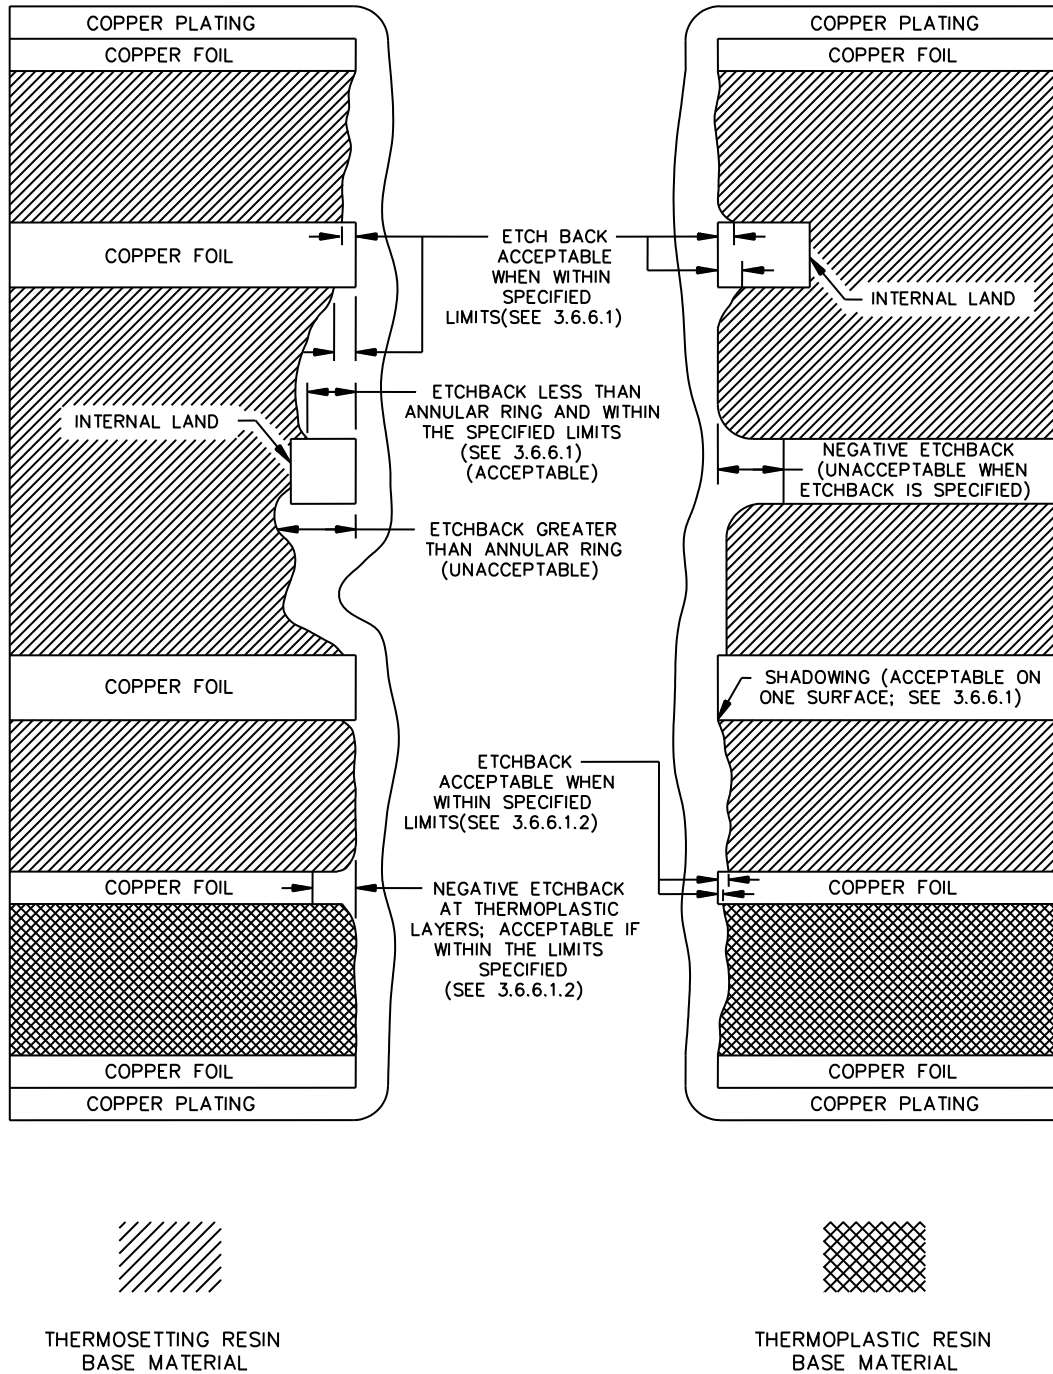 COPPER PLATING
COPPER PLATING
COPPER FOIL
COPPER FOIL
COPPER FOIL
ETCH BACK
ACCEPTABLE
WHEN WITHIN
SPECIFIED
LIMITS(SEE 3.6.6.1)
INTERNAL LAND
INTERNAL LAND
ETCHBACK LESS THAN
ANNULAR RING AND WITHIN
THE SPECIFIED LIMITS
(SEE 3.6.6.1)
(ACCEPTABLE)
NEGATIVE ETCHBACK
(UNACCEPTABLE WHEN
ETCHBACK IS SPECIFIED)
ETCHBACK GREATER
THAN ANNULAR RING
(UNACCEPTABLE)
COPPER FOIL
SHADOWING (ACCEPTABLE ON
ONE SURFACE; SEE 3.6.6.1)
ETCHBACK
ACCEPTABLE WHEN
WITHIN SPECIFIED
LIMITS(SEE 3.6.6.1.2)
COPPER FOIL
NEGATIVE ETCHBACK
AT THERMOPLASTIC
LAYERS; ACCEPTABLE IF
WITHIN THE LIMITS
SPECIFIED
(SEE 3.6.6.1.2)
COPPER FOIL
COPPER FOIL
COPPER FOIL
COPPER PLATING
COPPER PLATING
THERMOSETTING RESIN
BASE MATERIAL
THERMOPLASTIC RESIN
BASE MATERIAL